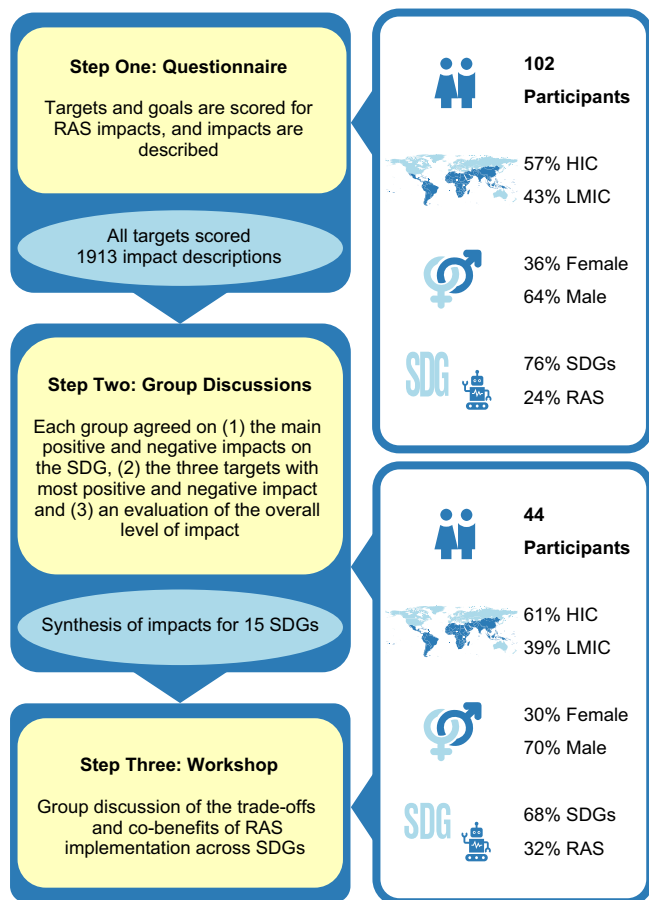 Step One: Questionnaire
Targets and goals are scored for
RAS impacts, and impacts are
described
All targets scored
1913 impact descriptions
102
Participants
57% HIC
43% LMIC
36% Female
64% Male
SDG
76% SDGs
24% RAS
Step Two: Group Discussions
Each group agreed on (1) the main
positive and negative impacts on
the SDG, (2) the three targets with
most positive and negative impact
and (3) an evaluation of the overall
level of impact
Synthesis of impacts for 15 SDGs
Step Three: Workshop
Group discussion of the trade-offs
and co-benefits of RAS
implementation across SDGs
44
Participants
61% HIC
39% LMIC
30% Female
70% Male
SDG
68% SDGs
32% RAS